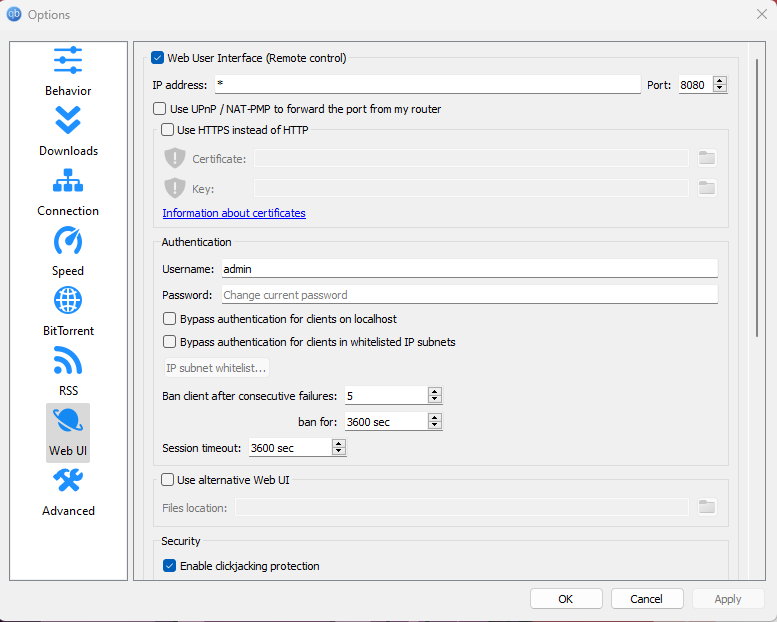 qb Options
Behavior
Downloads
Connection
Speed
BitTorrent
RSS
Web UI
Advanced
Web User Interface (Remote control)
IP address: * Port: 8080
Use UPnP / NAT-PMP to forward the port from my router
Use HTTPS instead of HTTP
Certificate:
Key:
Information about certificates
Authentication
Username: admin
Password: Change current password
Bypass authentication for clients on localhost
Bypass authentication for clients in whitelisted IP subnets
IP subnet whitelist...
Ban client after consecutive failures: 5
ban for: 3600 sec
Session timeout: 3600 sec
Use alternative Web UI
Files location:
Security
Enable clickjacking protection
OK Cancel Apply